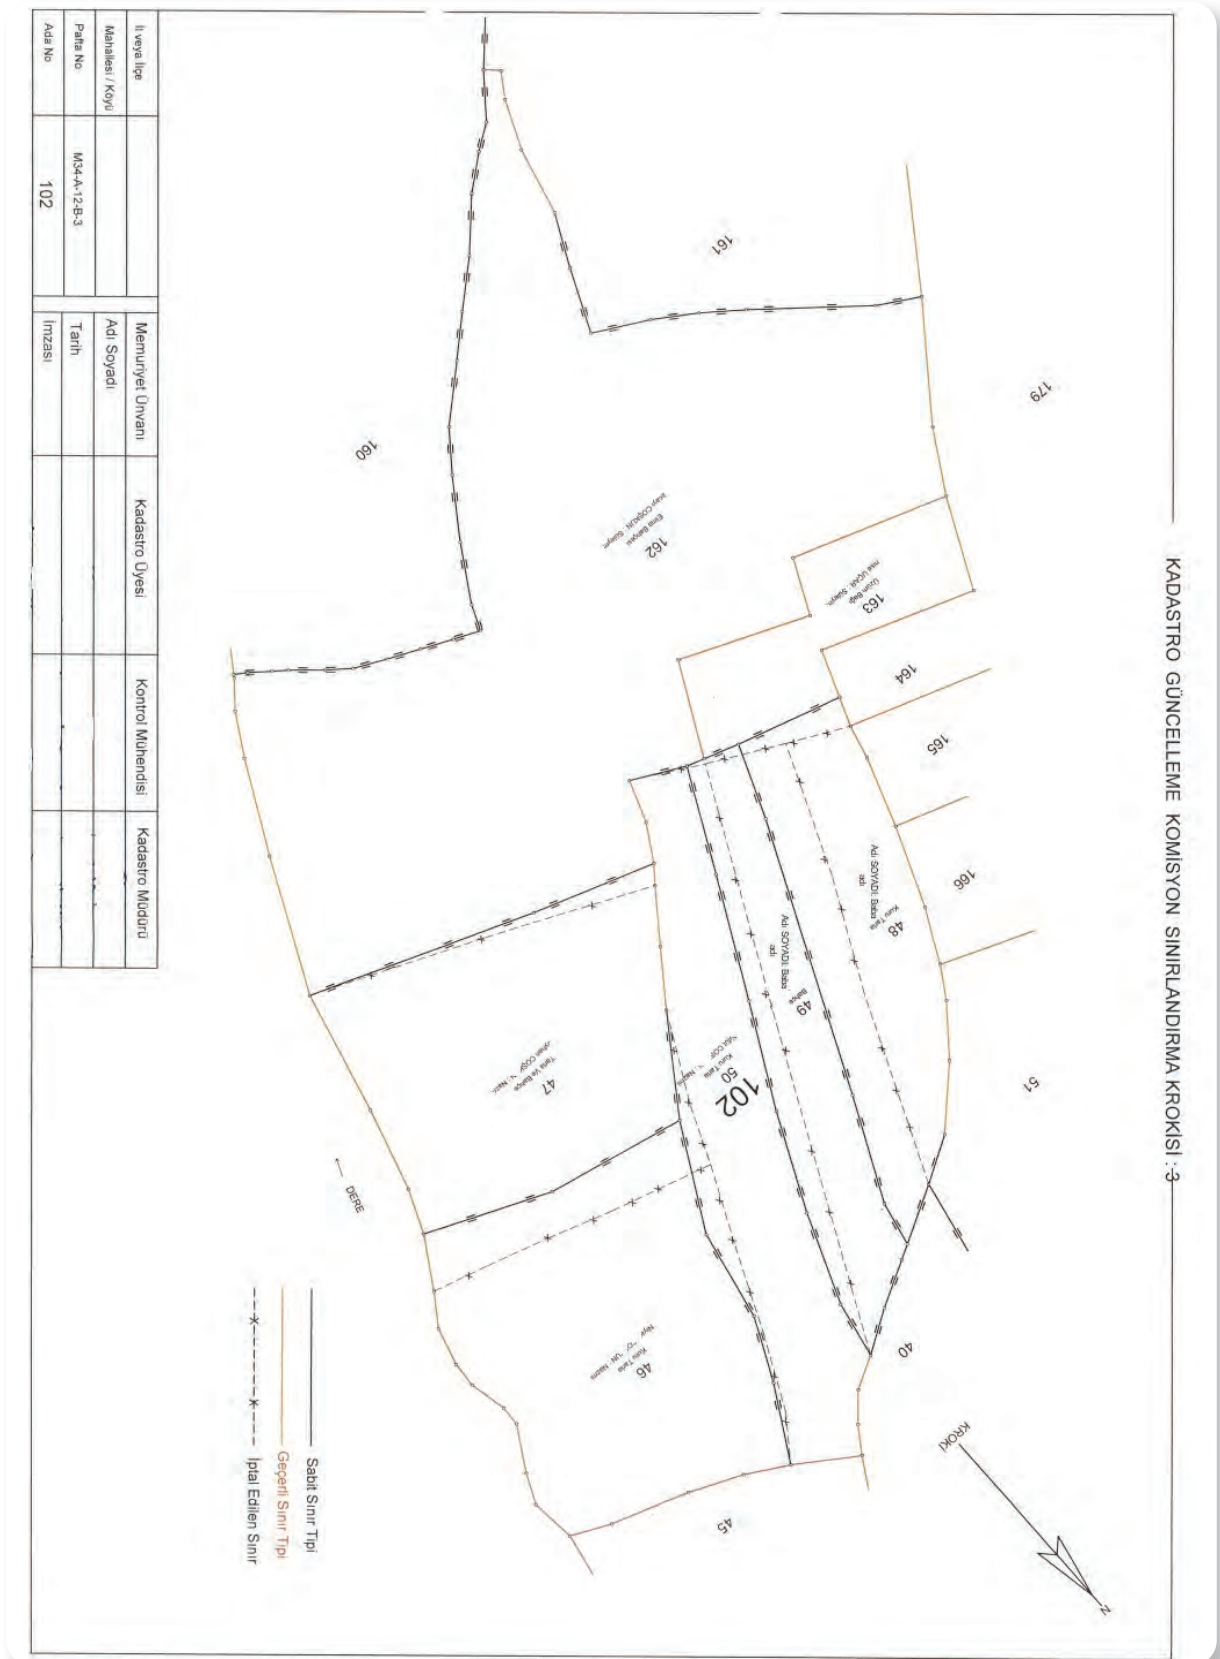 KADASTRO GÜNCELLEME KOMİSYON SINIRLANDIRMA KROKİSİ :3
161
179
160
162
Elma Bahçesi
163
Üzüm Bağı
164
165
166
48
Kuru Tarla
Adı SOYADI: Baba
adı
49
Bahçe
Adı SOYADI: Baba
adı
50
Kuru Tarla
102
51
47
Tarla Ve Bahçe
← DERE
46
Kuru Tarla
40
45
KROKİ
N
Sabit Sınır Tipi
Geçerli Sınır Tipi
İptal Edilen Sınır
İl veya İlçe
Mahallesi / Köyü
Pafta No M34-A-12-B-3
Ada No 102
Memuriyet Ünvanı Kadastro Üyesi Kontrol Mühendisi Kadastro Müdürü
Adı Soyadı
Tarih
İmzası